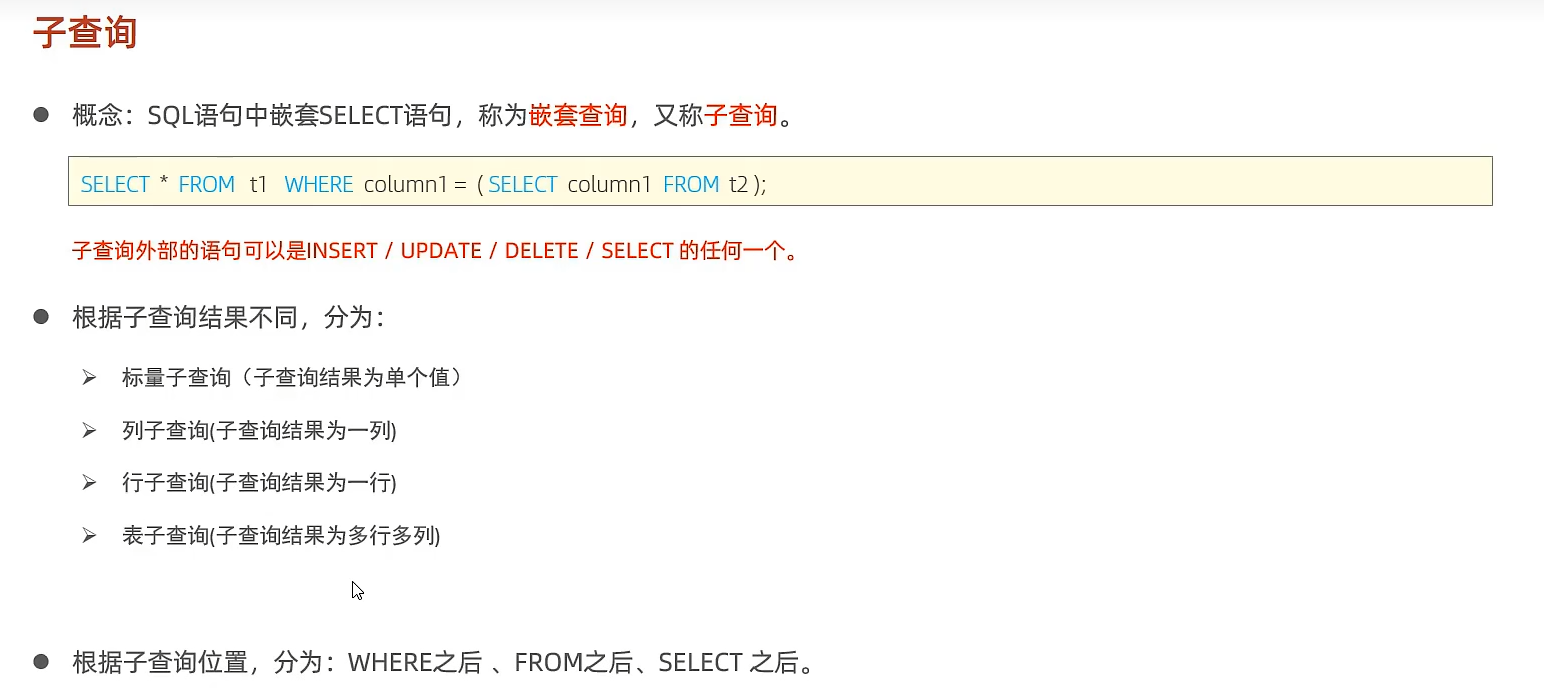 子查询
概念：SQL语句中嵌套SELECT语句，称为嵌套查询，又称子查询。
SELECT * FROM t1 WHERE column1 = ( SELECT column1 FROM t2 );
子查询外部的语句可以是INSERT / UPDATE / DELETE / SELECT 的任何一个。
根据子查询结果不同，分为：
标量子查询（子查询结果为单个值）
列子查询(子查询结果为一列)
行子查询(子查询结果为一行)
表子查询(子查询结果为多行多列)
根据子查询位置，分为：WHERE之后 、FROM之后、SELECT 之后。